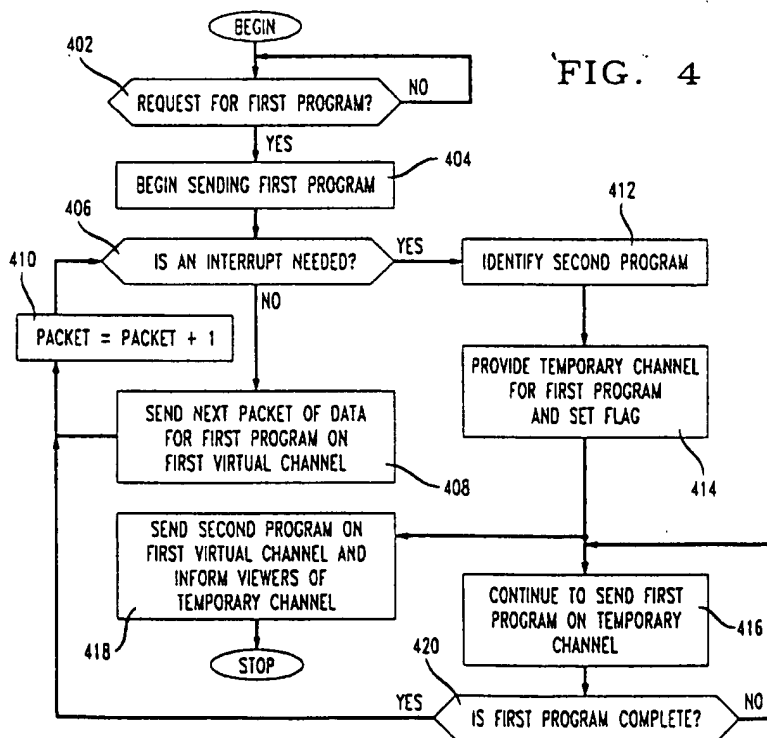 BEGIN
FIG. 4
402
REQUEST FOR FIRST PROGRAM?
NO
YES
404
BEGIN SENDING FIRST PROGRAM
406
IS AN INTERRUPT NEEDED?
YES
412
IDENTIFY SECOND PROGRAM
410
PACKET = PACKET + 1
NO
PROVIDE TEMPORARY CHANNEL
FOR FIRST PROGRAM
AND SET FLAG
414
SEND NEXT PACKET OF DATA
FOR FIRST PROGRAM ON
FIRST VIRTUAL CHANNEL
408
SEND SECOND PROGRAM ON
FIRST VIRTUAL CHANNEL AND
INFORM VIEWERS OF
TEMPORARY CHANNEL
418
STOP
CONTINUE TO SEND FIRST
PROGRAM ON TEMPORARY
CHANNEL
416
420
YES
IS FIRST PROGRAM COMPLETE?
NO